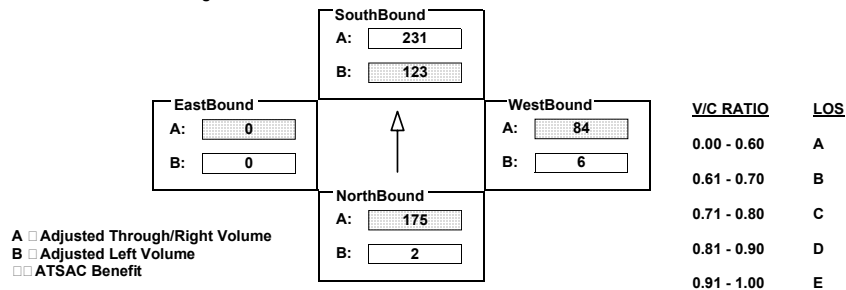 SouthBound
A: 231
B: 123
EastBound
A: 0
B: 0
WestBound
A: 84
B: 6
NorthBound
A: 175
B: 2
A □ Adjusted Through/Right Volume
B □ Adjusted Left Volume
□□ ATSAC Benefit
V/C RATIO LOS
0.00 - 0.60 A
0.61 - 0.70 B
0.71 - 0.80 C
0.81 - 0.90 D
0.91 - 1.00 E